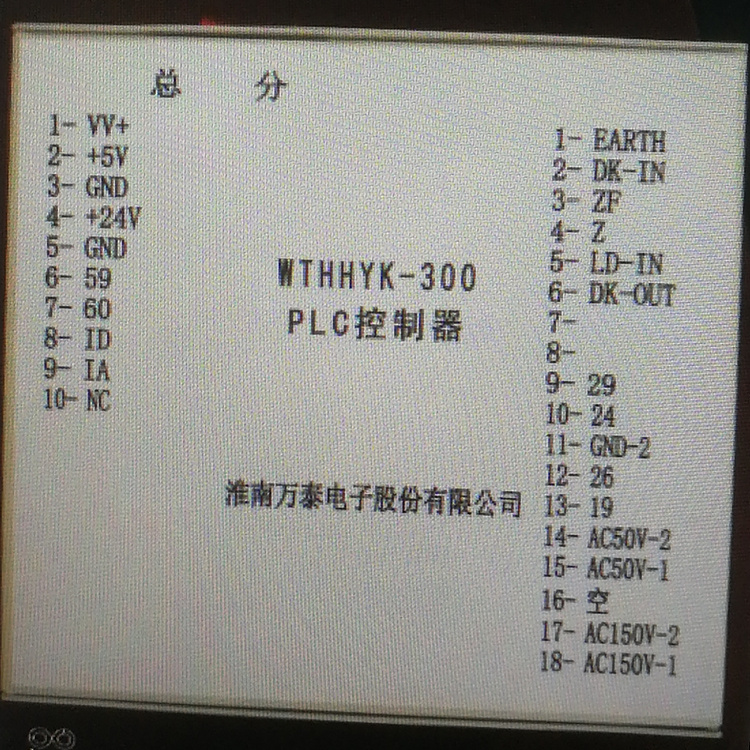 总 分
1- VV+
2- +5V
3- GND
4- +24V
5- GND
6- 59
7- 60
8- ID
9- IA
10- NC
WTHHYK-300
PLC控制器
淮南万泰电子股份有限公司
1- EARTH
2- DK-IN
3- ZF
4- Z
5- LD-IN
6- DK-OUT
7-
8-
9- 29
10- 24
11- GND-2
12- 26
13- 19
14- AC50V-2
15- AC50V-1
16- 空
17- AC150V-2
18- AC150V-1